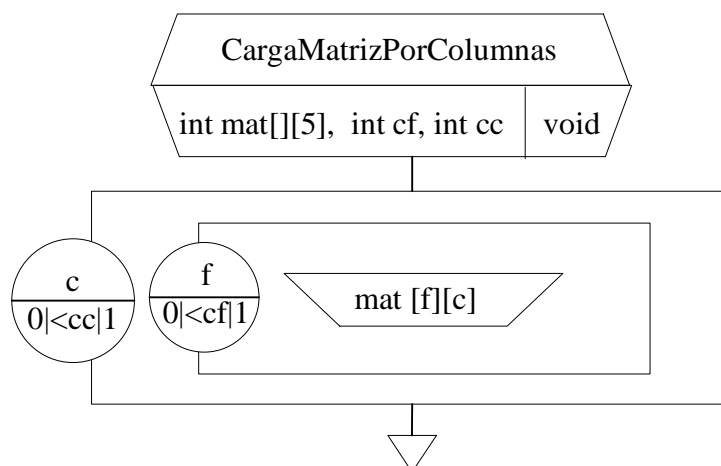 CargaMatrizPorColumnas
int mat[][5], int cf, int cc void
c
0|<cc|1
f
0|<cf|1
mat [f][c]